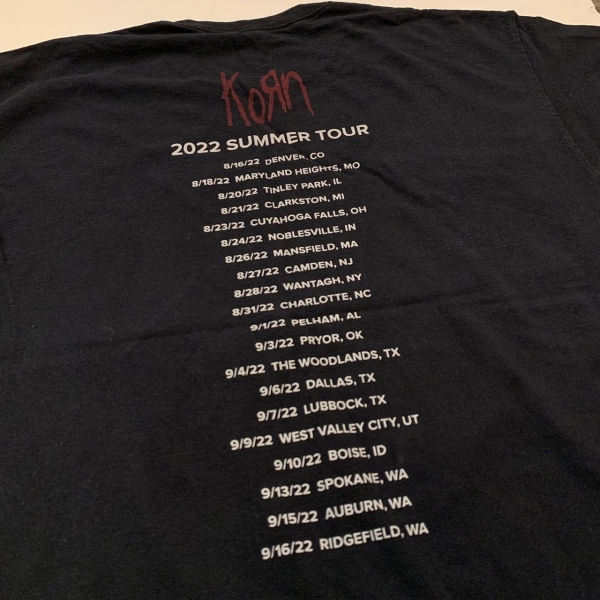 KoЯn
2022 SUMMER TOUR
8/16/22 DENVER, CO
8/18/22 MARYLAND HEIGHTS, MO
8/20/22 TINLEY PARK, IL
8/21/22 CLARKSTON, MI
8/23/22 CUYAHOGA FALLS, OH
8/24/22 NOBLESVILLE, IN
8/26/22 MANSFIELD, MA
8/27/22 CAMDEN, NJ
8/28/22 WANTAGH, NY
8/31/22 CHARLOTTE, NC
9/1/22 PELHAM, AL
9/3/22 PRYOR, OK
9/4/22 THE WOODLANDS, TX
9/6/22 DALLAS, TX
9/7/22 LUBBOCK, TX
9/9/22 WEST VALLEY CITY, UT
9/10/22 BOISE, ID
9/13/22 SPOKANE, WA
9/15/22 AUBURN, WA
9/16/22 RIDGEFIELD, WA